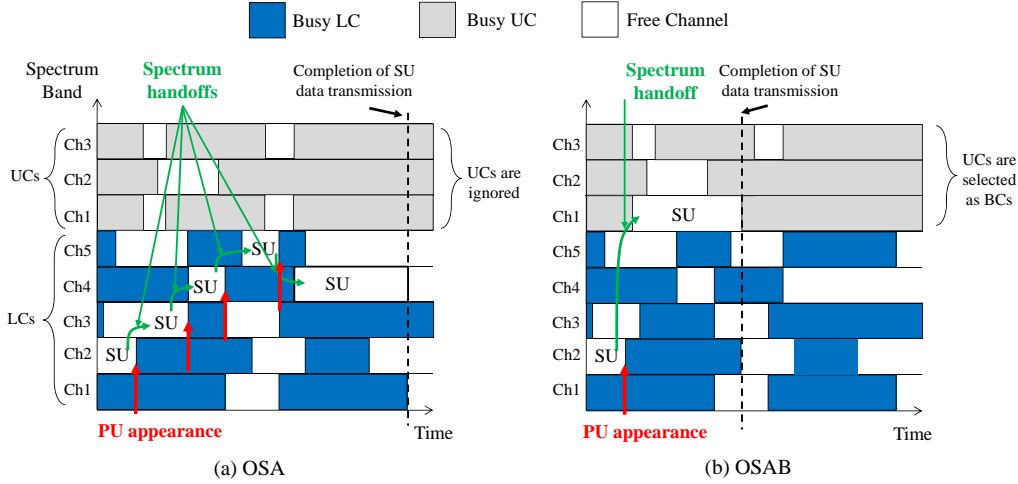 Busy LC
Busy UC
Free Channel
Spectrum
Band
Spectrum
handoffs
Completion of SU
data transmission
UCs
Ch3
Ch2
Ch1
UCs are
ignored
LCs
Ch5
SU
Ch4
SU
SU
Ch3
SU
Ch2
SU
Ch1
PU appearance
Time
(a) OSA
Spectrum
handoff
Completion of SU
data transmission
Ch3
Ch2
Ch1
SU
UCs are
selected
as BCs
Ch5
Ch4
Ch3
Ch2
SU
Ch1
PU appearance
Time
(b) OSAB